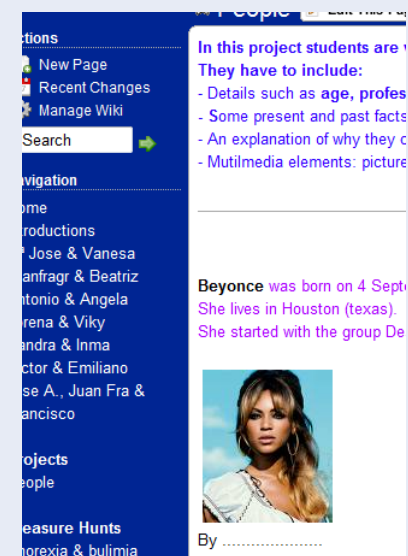 People Edit This
ctions
New Page
Recent Changes
Manage Wiki
Search
vigation
ome
roductions
Jose & Vanesa
anfragr & Beatriz
ntonio & Angela
rena & Viky
andra & Inma
ctor & Emiliano
se A., Juan Fra &
ancisco
rojects
eople
easure Hunts
norexia & bulimia
In this project students are
They have to include:
- Details such as age, profes
- Some present and past facts
- An explanation of why they
- Mutilmedia elements: picture
Beyonce was born on 4 Sept
She lives in Houston (texas).
She started with the group De
By ......................